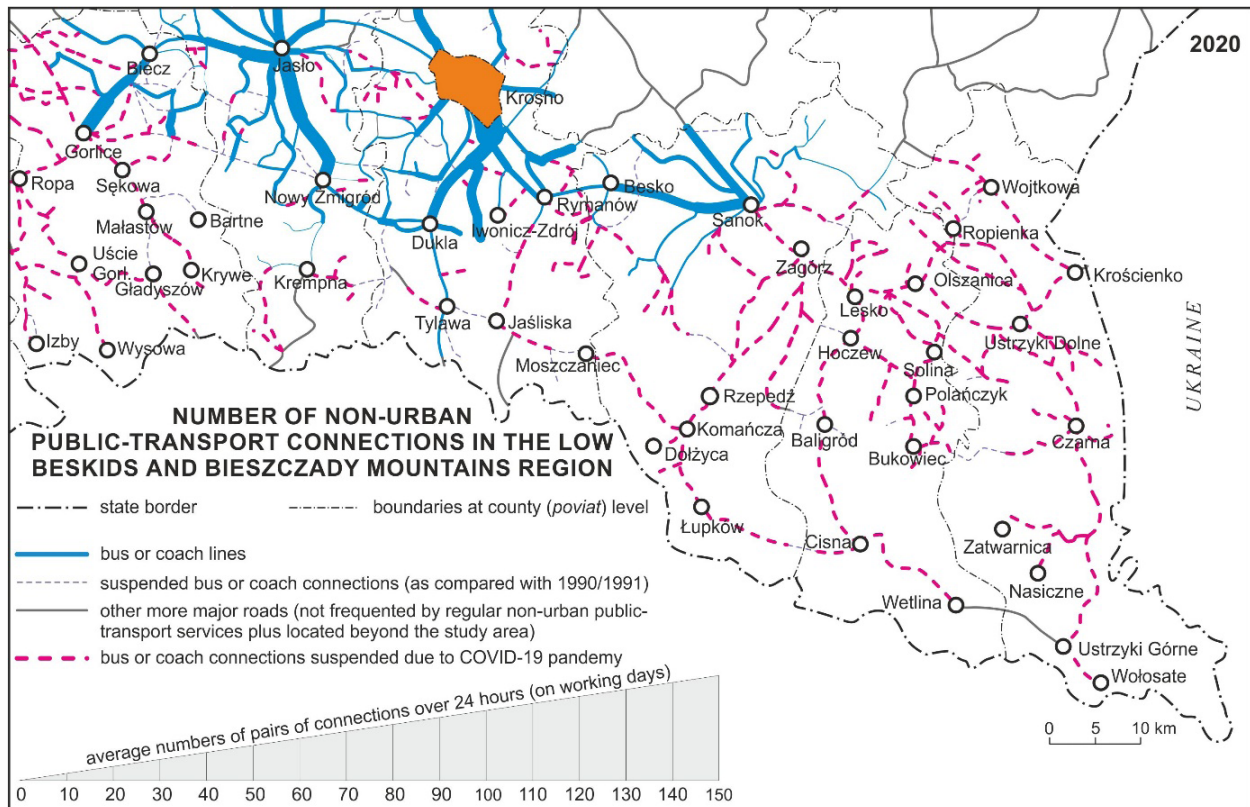 2020
Biecz
Jasło
Krosno
Gorlice
Ropa
Sękowa
Nowy Żmigród
Besko
Wojtkowa
Małastów
Bartne
Rymanów
Sanok
Dukla
Iwonicz-Zdrój
Ropienka
Uście
Gorl.
Gładyszów
Krywe
Krempna
Zagórz
Olszanica
Krościenko
Lesko
Tylawa
Jaśliska
Izby
Wysowa
Moszczaniec
Hoczew
Solina
Ustrzyki Dolne
UKRAINE
Rzepedź
Polańczyk
Komańcza
Dołżyca
Baligród
Bukowiec
Czarna
Łupków
Cisna
Zatwarnica
Nasiczne
Wetlina
Ustrzyki Górne
Wołosate
NUMBER OF NON-URBAN
PUBLIC-TRANSPORT CONNECTIONS IN THE LOW
BESKIDS AND BIESZCZADY MOUNTAINS REGION
state border
boundaries at county (poviat) level
bus or coach lines
suspended bus or coach connections (as compared with 1990/1991)
other more major roads (not frequented by regular non-urban public-
transport services plus located beyond the study area)
bus or coach connections suspended due to COVID-19 pandemy
average numbers of pairs of connections over 24 hours (on working days)
0 10 20 30 40 50 60 70 80 90 100 110 120 130 140 150
0 5 10 km